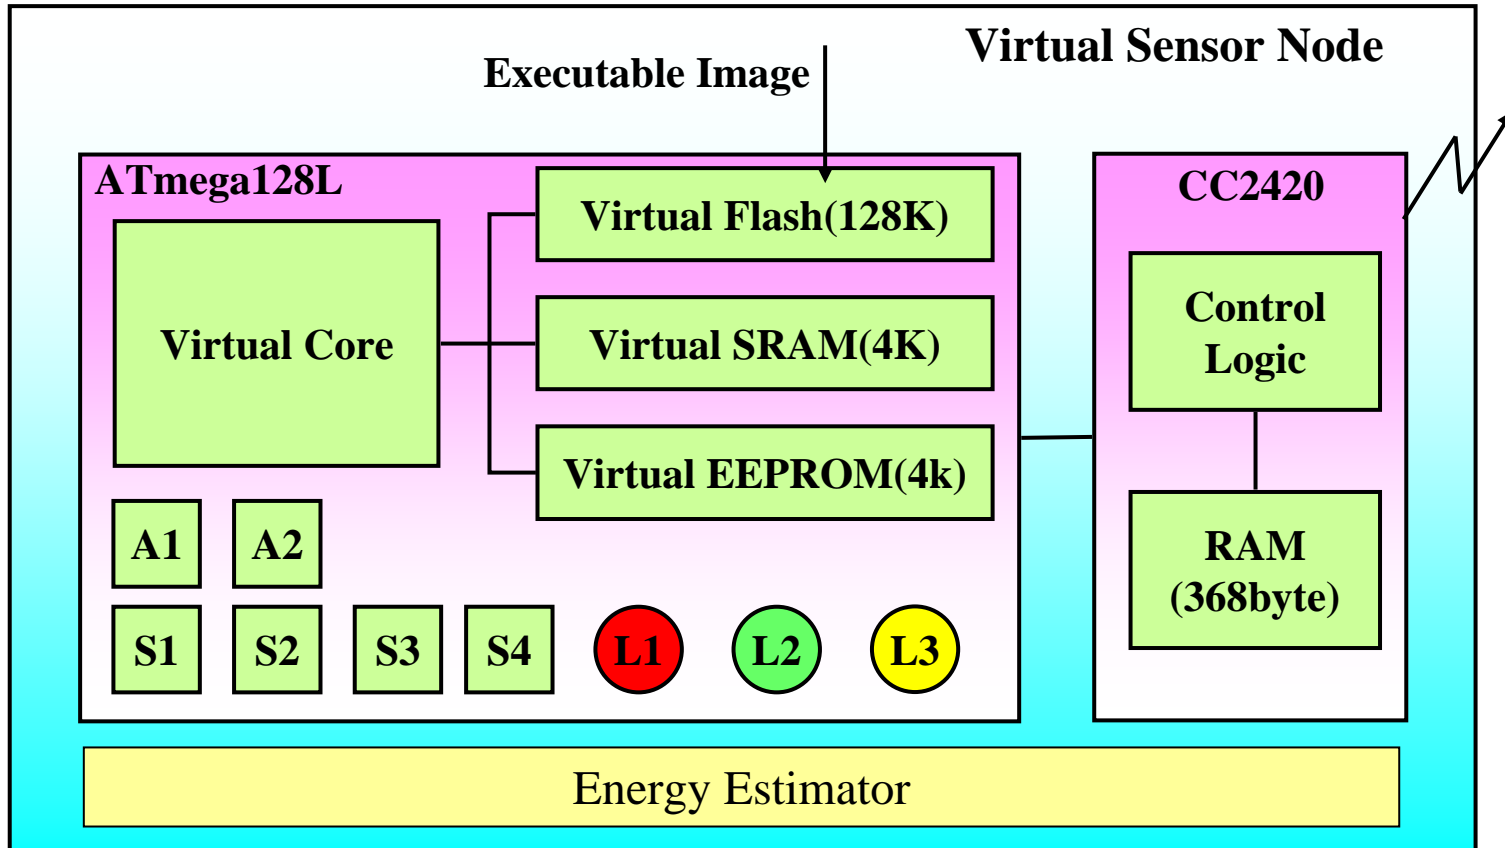 Virtual Sensor Node
Executable Image
ATmega128L
Virtual Core
Virtual Flash(128K)
Virtual SRAM(4K)
Virtual EEPROM(4k)
A1 A2
S1 S2 S3 S4 L1 L2 L3
CC2420
Control
Logic
RAM
(368byte)
Energy Estimator